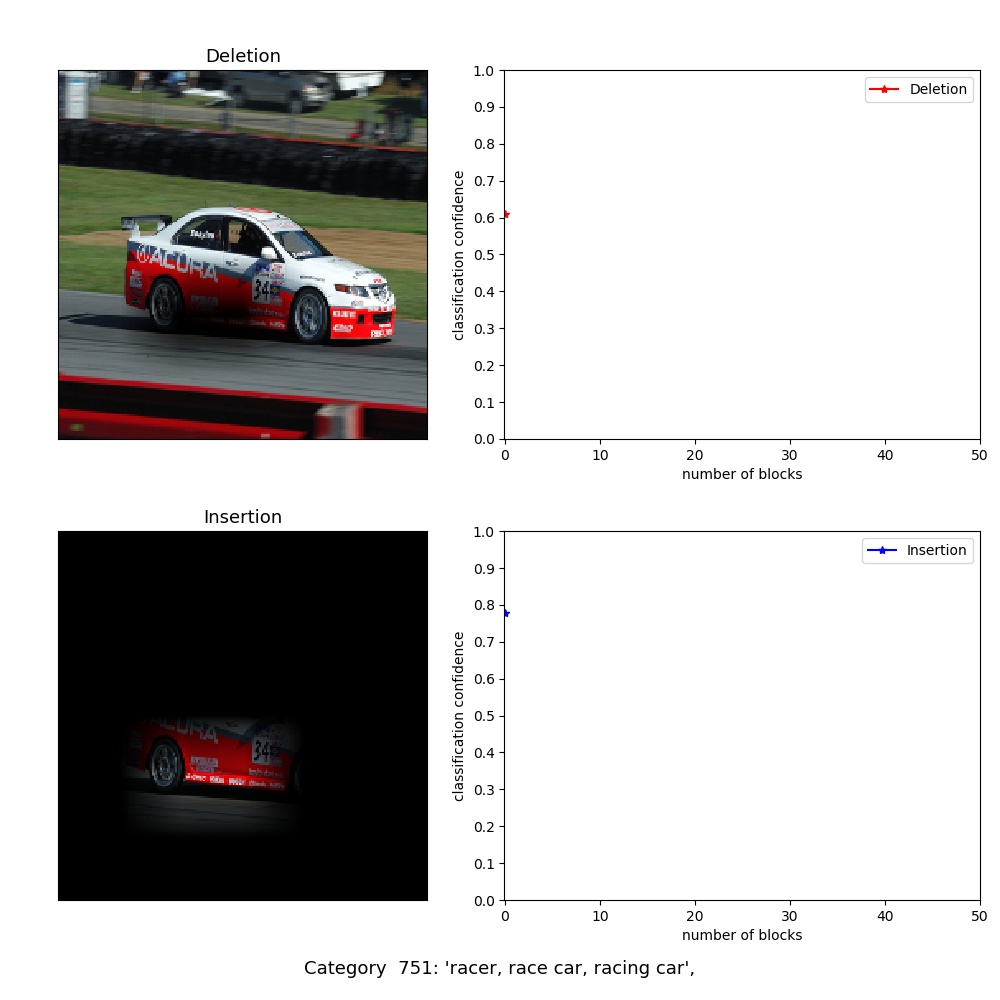 Deletion
ACURA
34
1.0
0.9
0.8
0.7
0.6
0.5
0.4
0.3
0.2
0.1
0.0
classification confidence
Deletion
0 10 20 30 40 50
number of blocks
Insertion
ACURA
34
1.0
0.9
0.8
0.7
0.6
0.5
0.4
0.3
0.2
0.1
0.0
classification confidence
Insertion
0 10 20 30 40 50
number of blocks
Category 751: 'racer, race car, racing car',